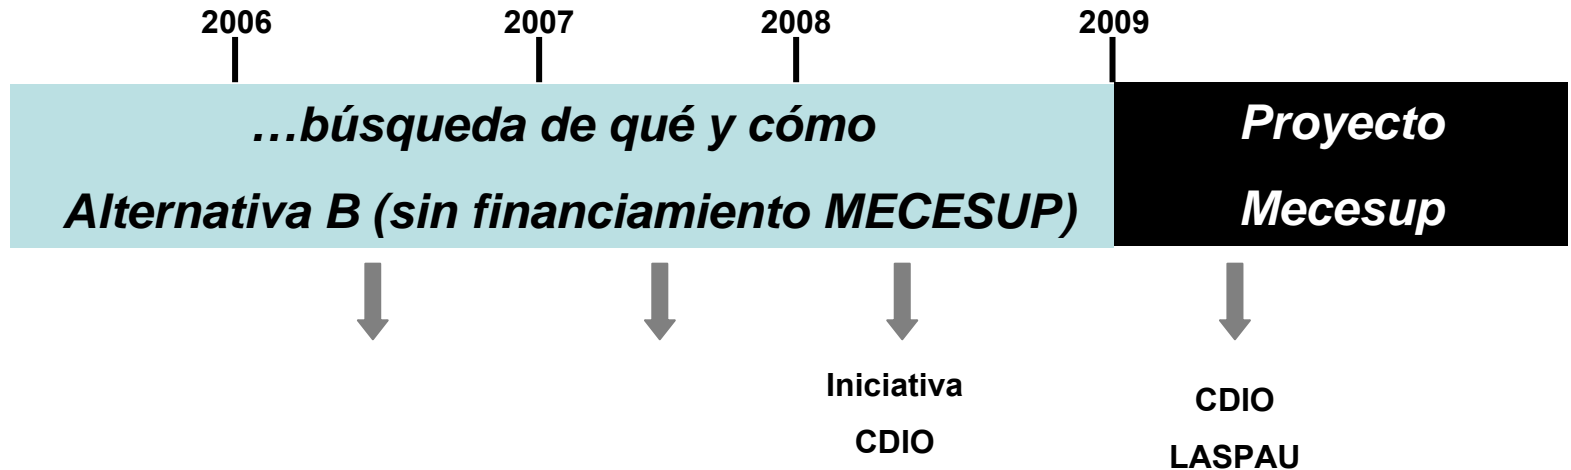 2006 2007 2008 2009
…búsqueda de qué y cómo
Alternativa B (sin financiamiento MECESUP)
Proyecto
Mecesup
Iniciativa
CDIO
CDIO
LASPAU